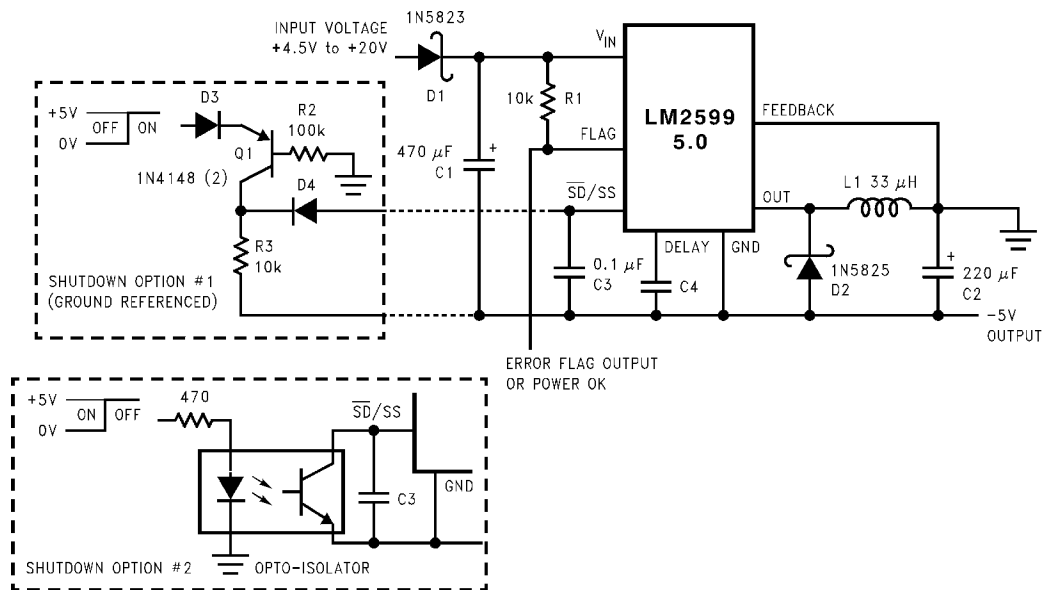 1N5823
INPUT VOLTAGE
+4.5V to +20V
VIN
D1
10k
R1
LM2599
5.0
FEEDBACK
FLAG
D3
+5V
OFF
ON
0V
R2
100k
Q1
1N4148 (2)
D4
470 µF
+
C1
S̅D̅/SS
OUT
L1 33 µH
R3
10k
DELAY
GND
0.1 µF
C3
C4
1N5825
D2
+
220 µF
C2
SHUTDOWN OPTION #1
(GROUND REFERENCED)
-5V
OUTPUT
ERROR FLAG OUTPUT
OR POWER OK
+5V
ON
OFF
0V
470
S̅D̅/SS
GND
C3
SHUTDOWN OPTION #2
OPTO-ISOLATOR